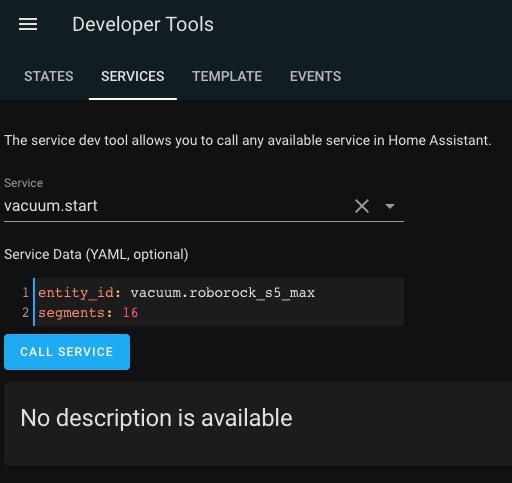 Developer Tools
STATES SERVICES TEMPLATE EVENTS
The service dev tool allows you to call any available service in Home Assistant.
Service
vacuum.start
Service Data (YAML, optional)
1 entity_id: vacuum.roborock_s5_max
2 segments: 16
CALL SERVICE
No description is available